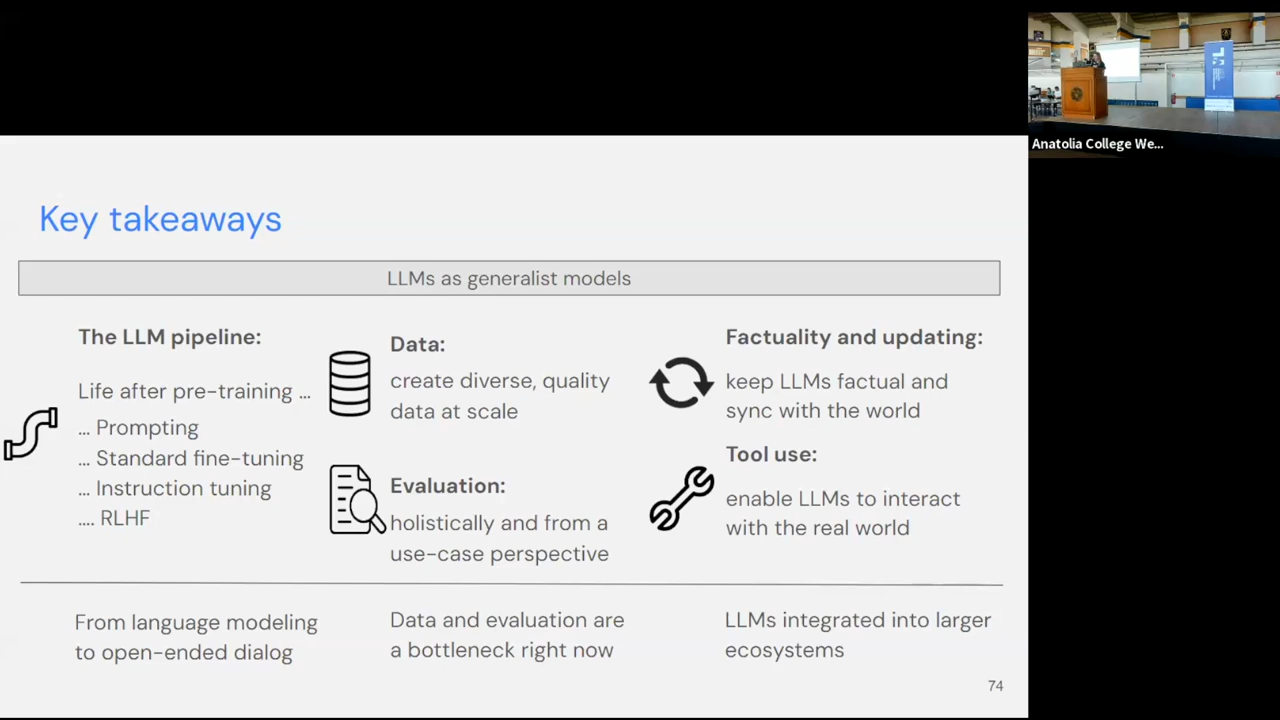 Anatolia College We...
Key takeaways
LLMs as generalist models
The LLM pipeline:
Life after pre-training ...
... Prompting
... Standard fine-tuning
... Instruction tuning
.... RLHF
Data:
create diverse, quality
data at scale
Evaluation:
holistically and from a
use-case perspective
Factuality and updating:
keep LLMs factual and
sync with the world
Tool use:
enable LLMs to interact
with the real world
From language modeling
to open-ended dialog
Data and evaluation are
a bottleneck right now
LLMs integrated into larger
ecosystems
74